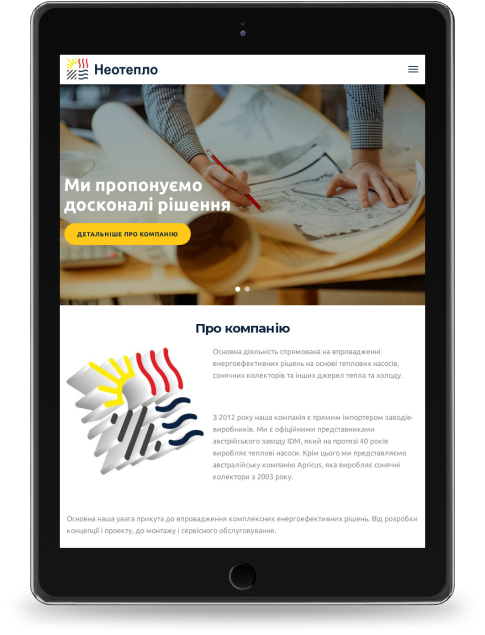 Неотепло
Ми пропонуємо
досконалі рішення
ДЕТАЛЬНІШЕ ПРО КОМПАНІЮ
Про компанію
Основна діяльність спрямована на впровадженні
енергоефективних рішень на основі теплових насосів,
сонячних колекторів та інших джерел тепла та холоду.
З 2012 року наша компанія є прямим імпортером заводів-
виробників. Ми є офіційними представниками
австрійського заводу IDM, який на протязі 40 років
виробляє теплові насоси. Крім цього ми представляємо
австралійську компанію Apricus, яка виробляє сонячні
колектори з 2003 року.
Основна наша увага прикута до впровадження комплексних енергоефективних рішень. Від розробки
концепції і проекту, до монтажу і сервісного обслуговування.